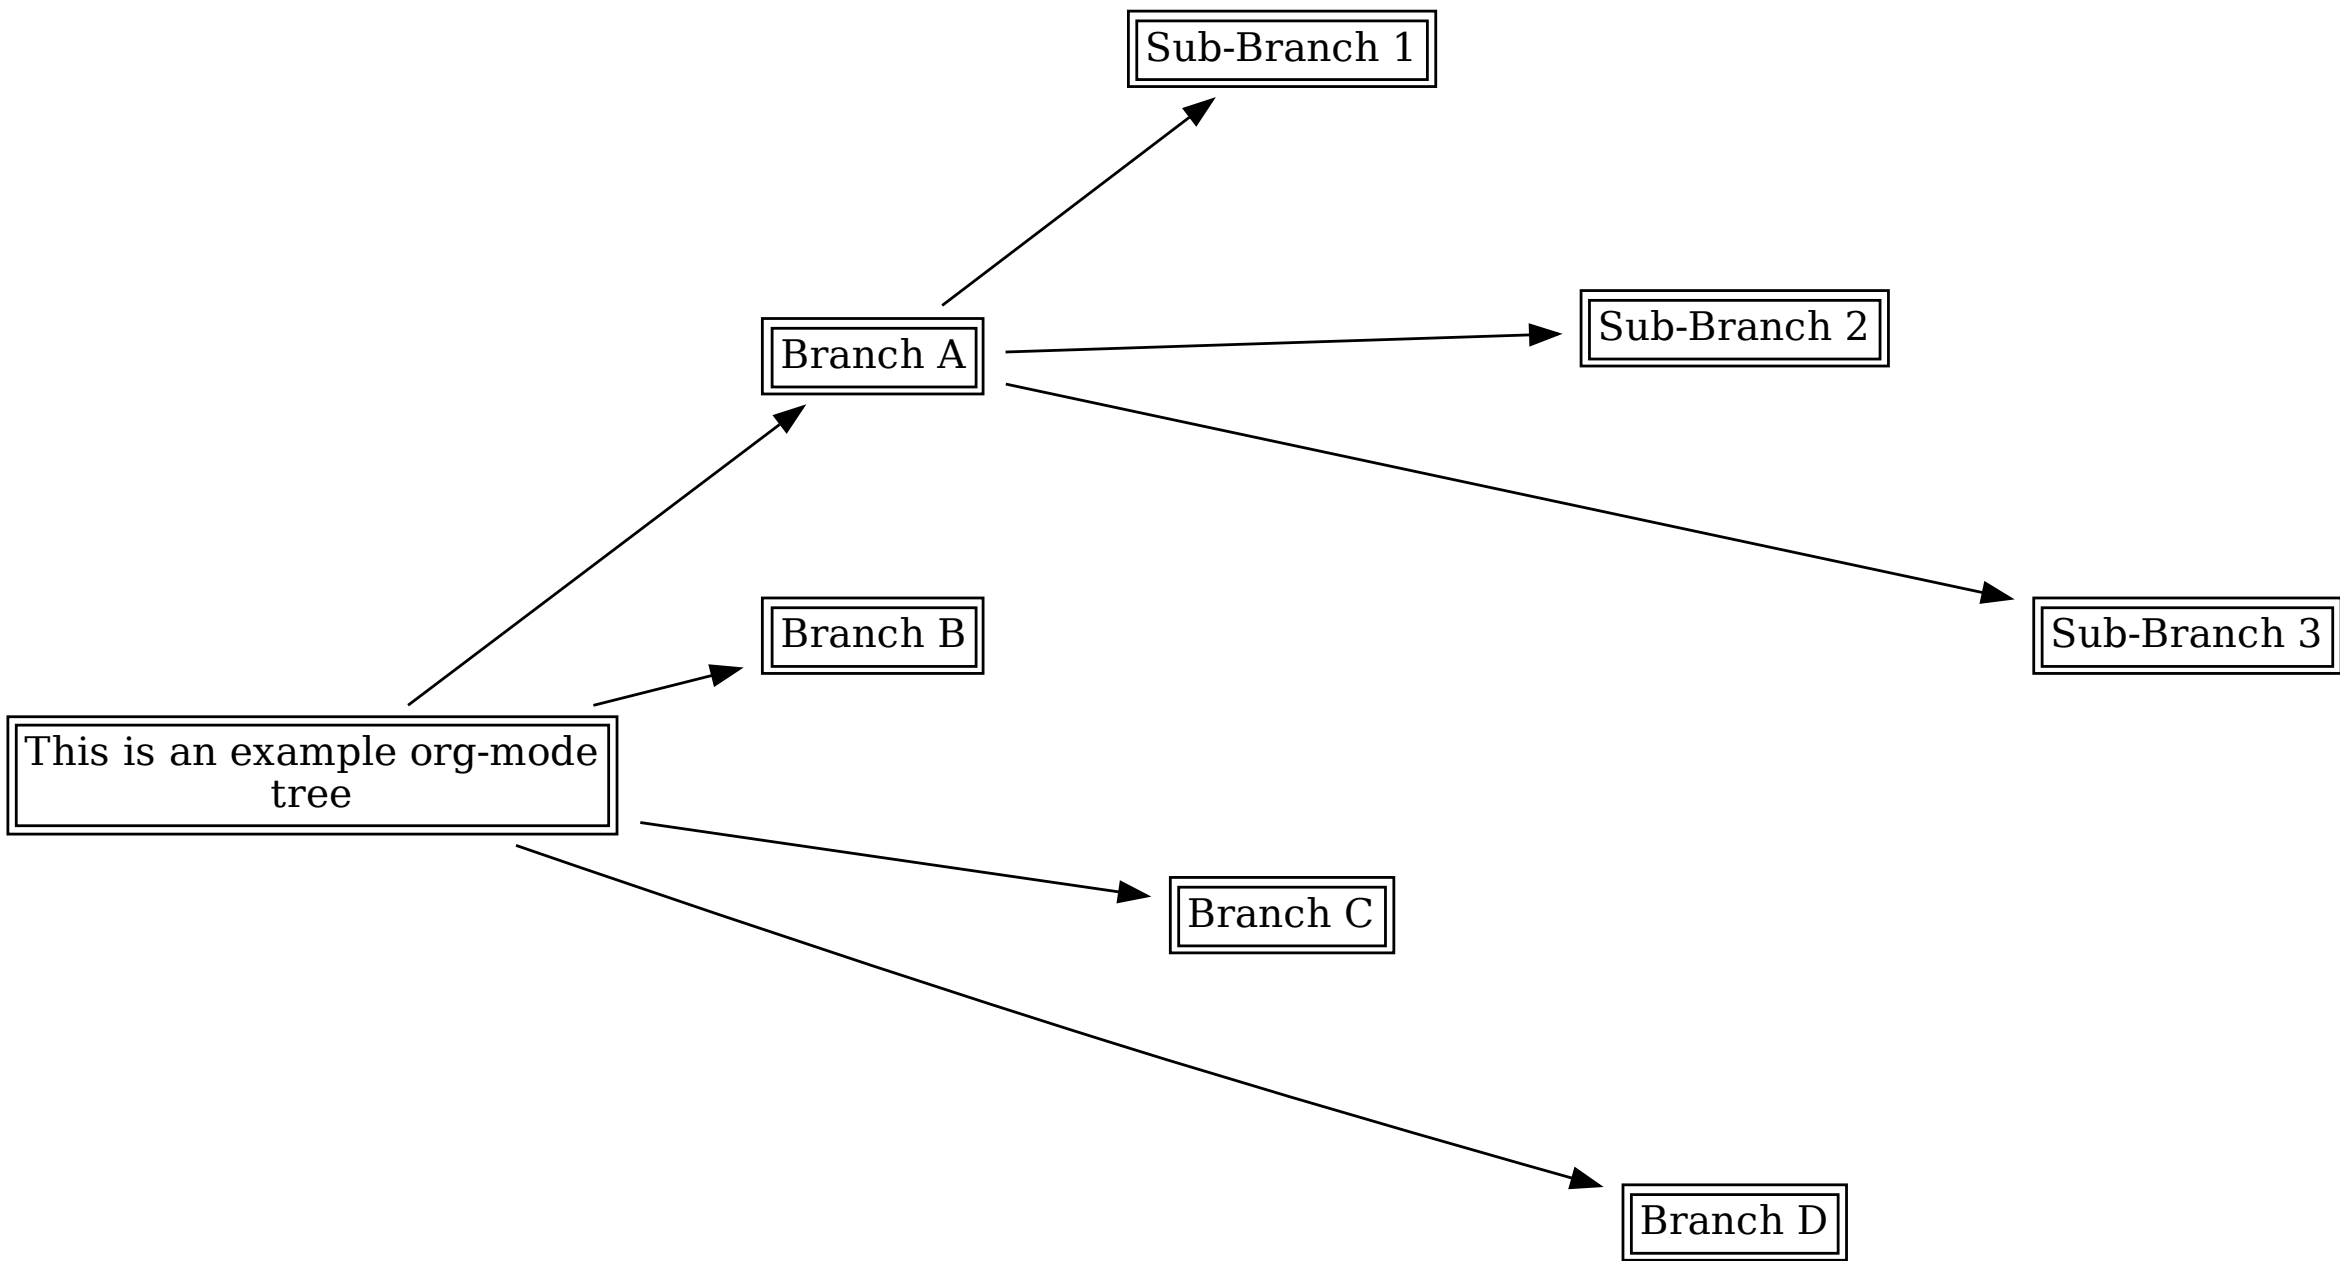 Sub-Branch 1
Sub-Branch 2
Branch A
Branch B
Sub-Branch 3
This is an example org-mode
tree
Branch C
Branch D